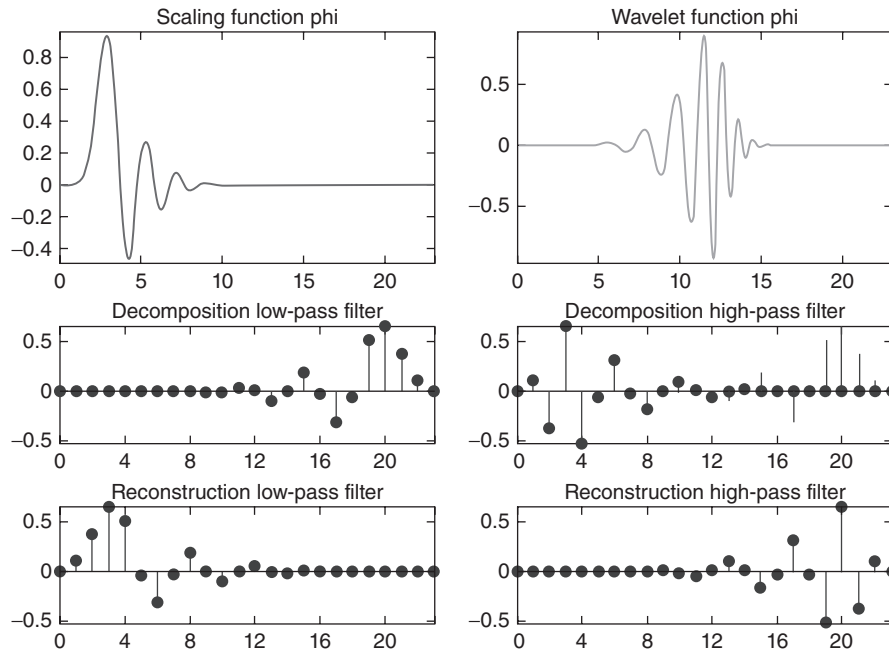 Scaling function phi
Wavelet function phi
0.8
0.6
0.4
0.2
0
−0.2
−0.4
0 5 10 15 20
0.5
0
−0.5
0 5 10 15 20
Decomposition low-pass filter
Decomposition high-pass filter
0.5
0
−0.5
0 4 8 12 16 20
0.5
0
−0.5
0 4 8 12 16 20
Reconstruction low-pass filter
Reconstruction high-pass filter
0.5
0
−0.5
0 4 8 12 16 20
0.5
0
−0.5
0 4 8 12 16 20